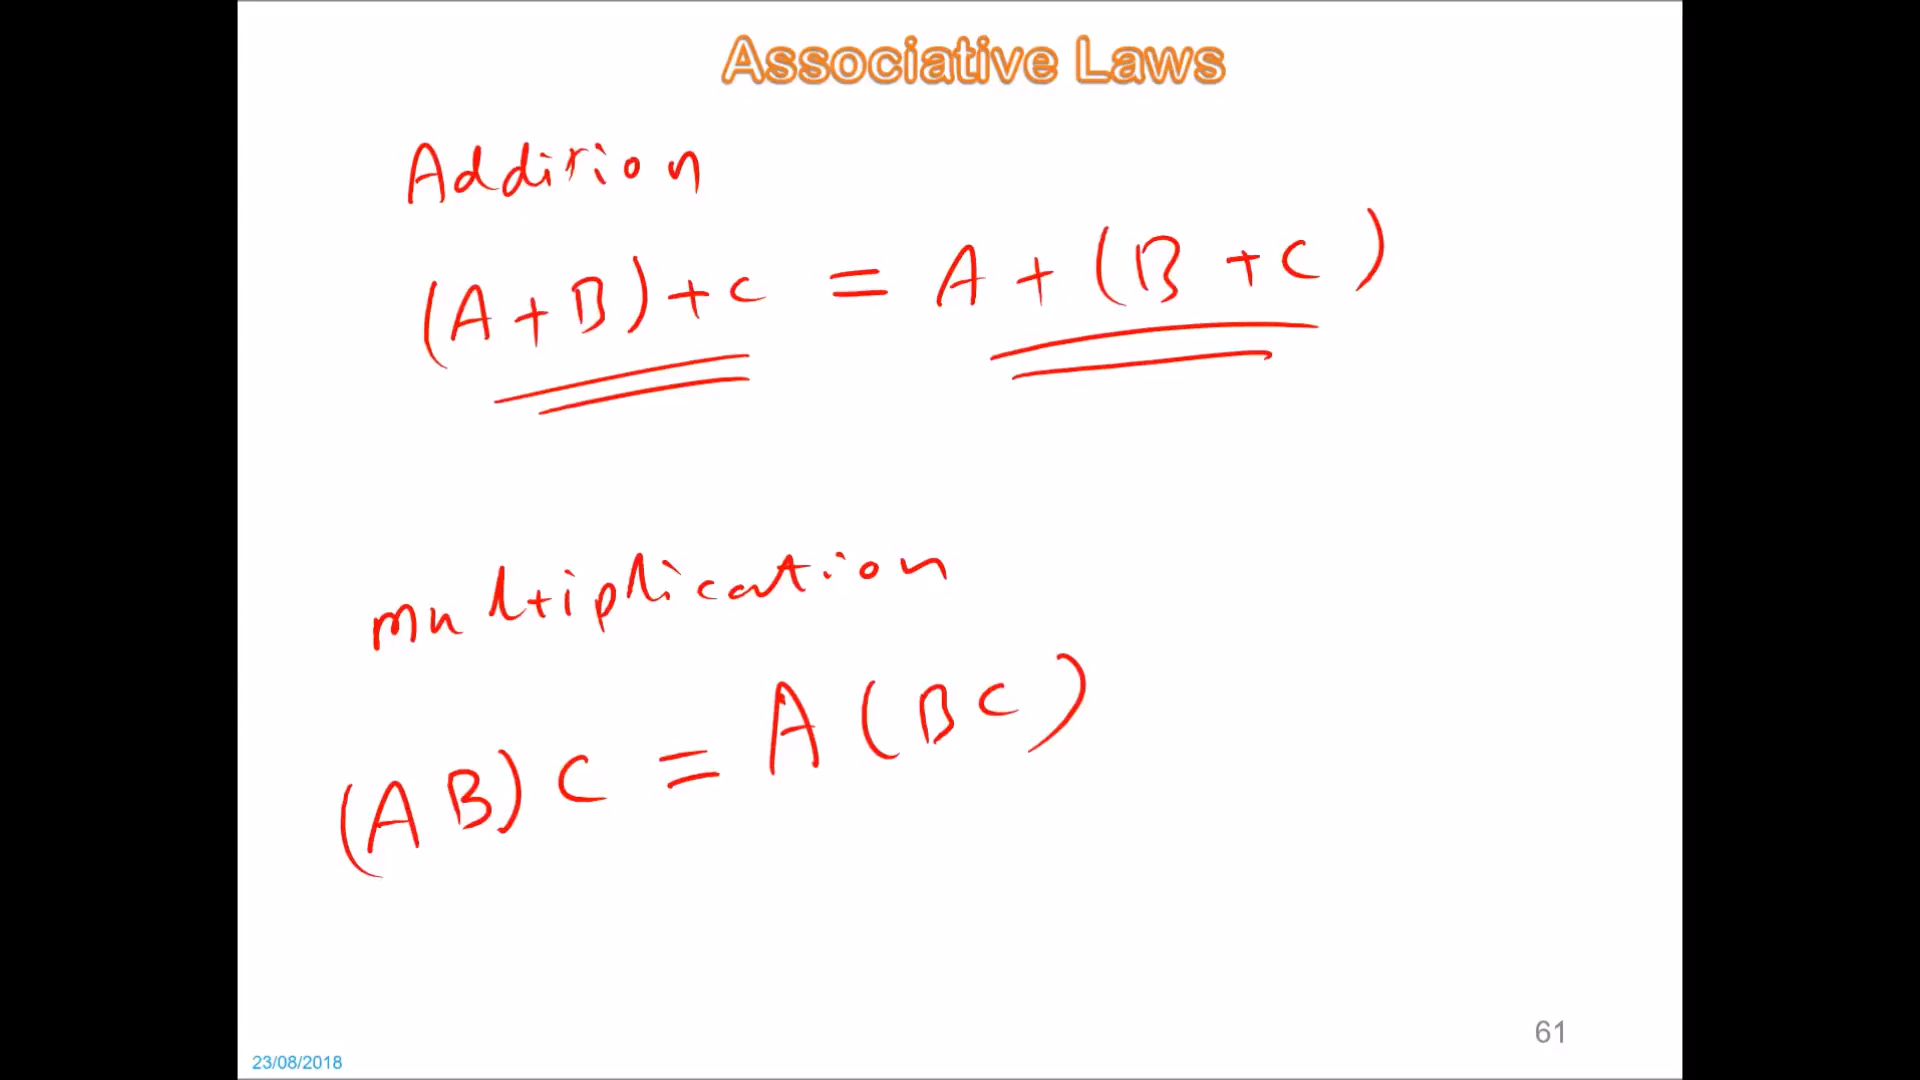 Associative Laws
Addition
(A+B)+C = A+(B+C)
multiplication
(AB)C = A(BC)
61
23/08/2018